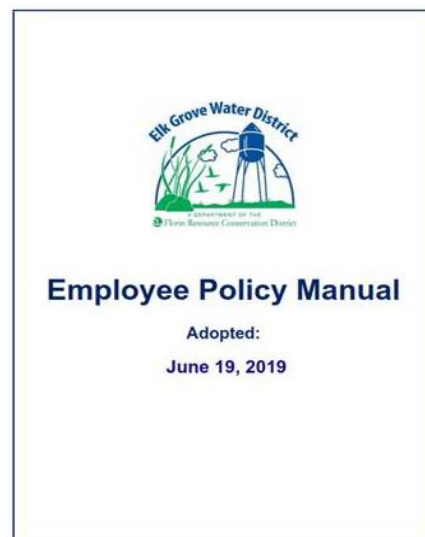 Elk Grove Water District
A DEPARTMENT OF THE
Florin Resource Conservation District
Employee Policy Manual
Adopted:
June 19, 2019